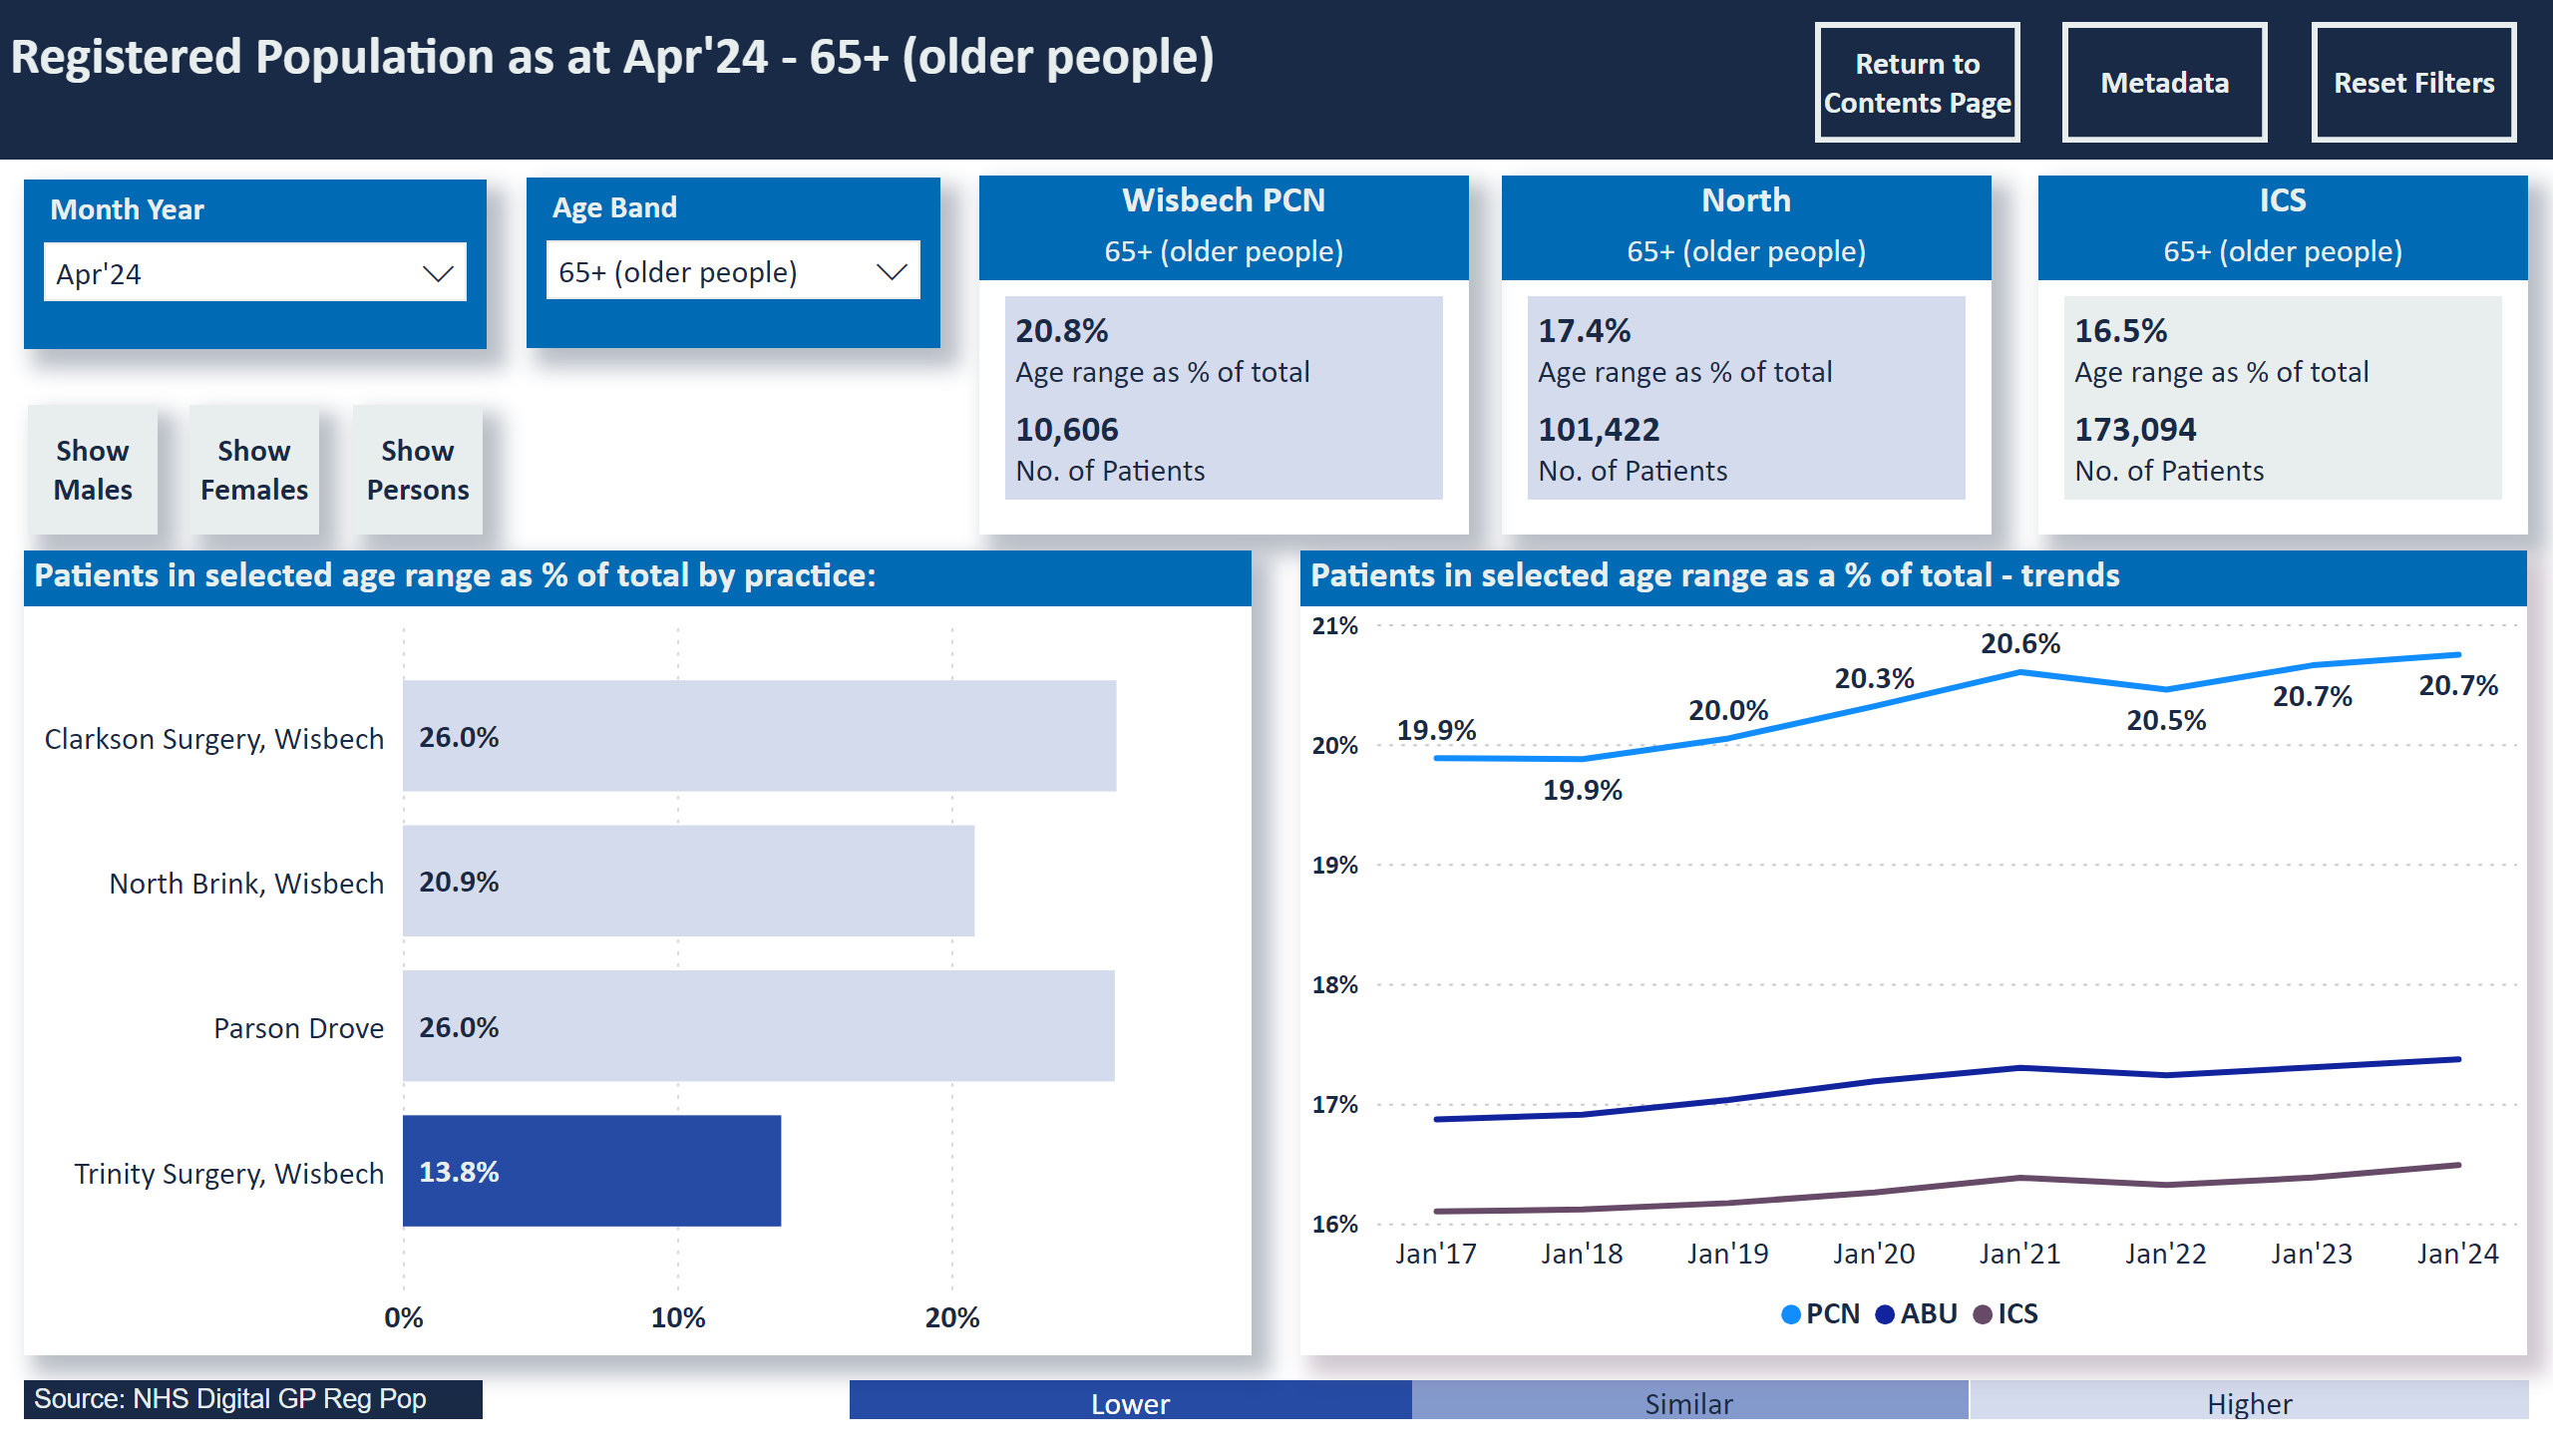 Registered Population as at Apr'24 - 65+ (older people)
Return to
Contents Page
Metadata
Reset Filters
Month Year
Apr'24
Age Band
65+ (older people)
Wisbech PCN
65+ (older people)
20.8%
Age range as % of total
10,606
No. of Patients
North
65+ (older people)
17.4%
Age range as % of total
101,422
No. of Patients
ICS
65+ (older people)
16.5%
Age range as % of total
173,094
No. of Patients
Show
Males
Show
Females
Show
Persons
Patients in selected age range as % of total by practice:
Clarkson Surgery, Wisbech
26.0%
North Brink, Wisbech
20.9%
Parson Drove
26.0%
Trinity Surgery, Wisbech
13.8%
0%
10%
20%
Patients in selected age range as a % of total - trends
21%
20%
19%
18%
17%
16%
19.9%
19.9%
20.0%
20.3%
20.6%
20.5%
20.7%
20.7%
Jan'17
Jan'18
Jan'19
Jan'20
Jan'21
Jan'22
Jan'23
Jan'24
PCN
ABU
ICS
Source: NHS Digital GP Reg Pop
Lower
Similar
Higher